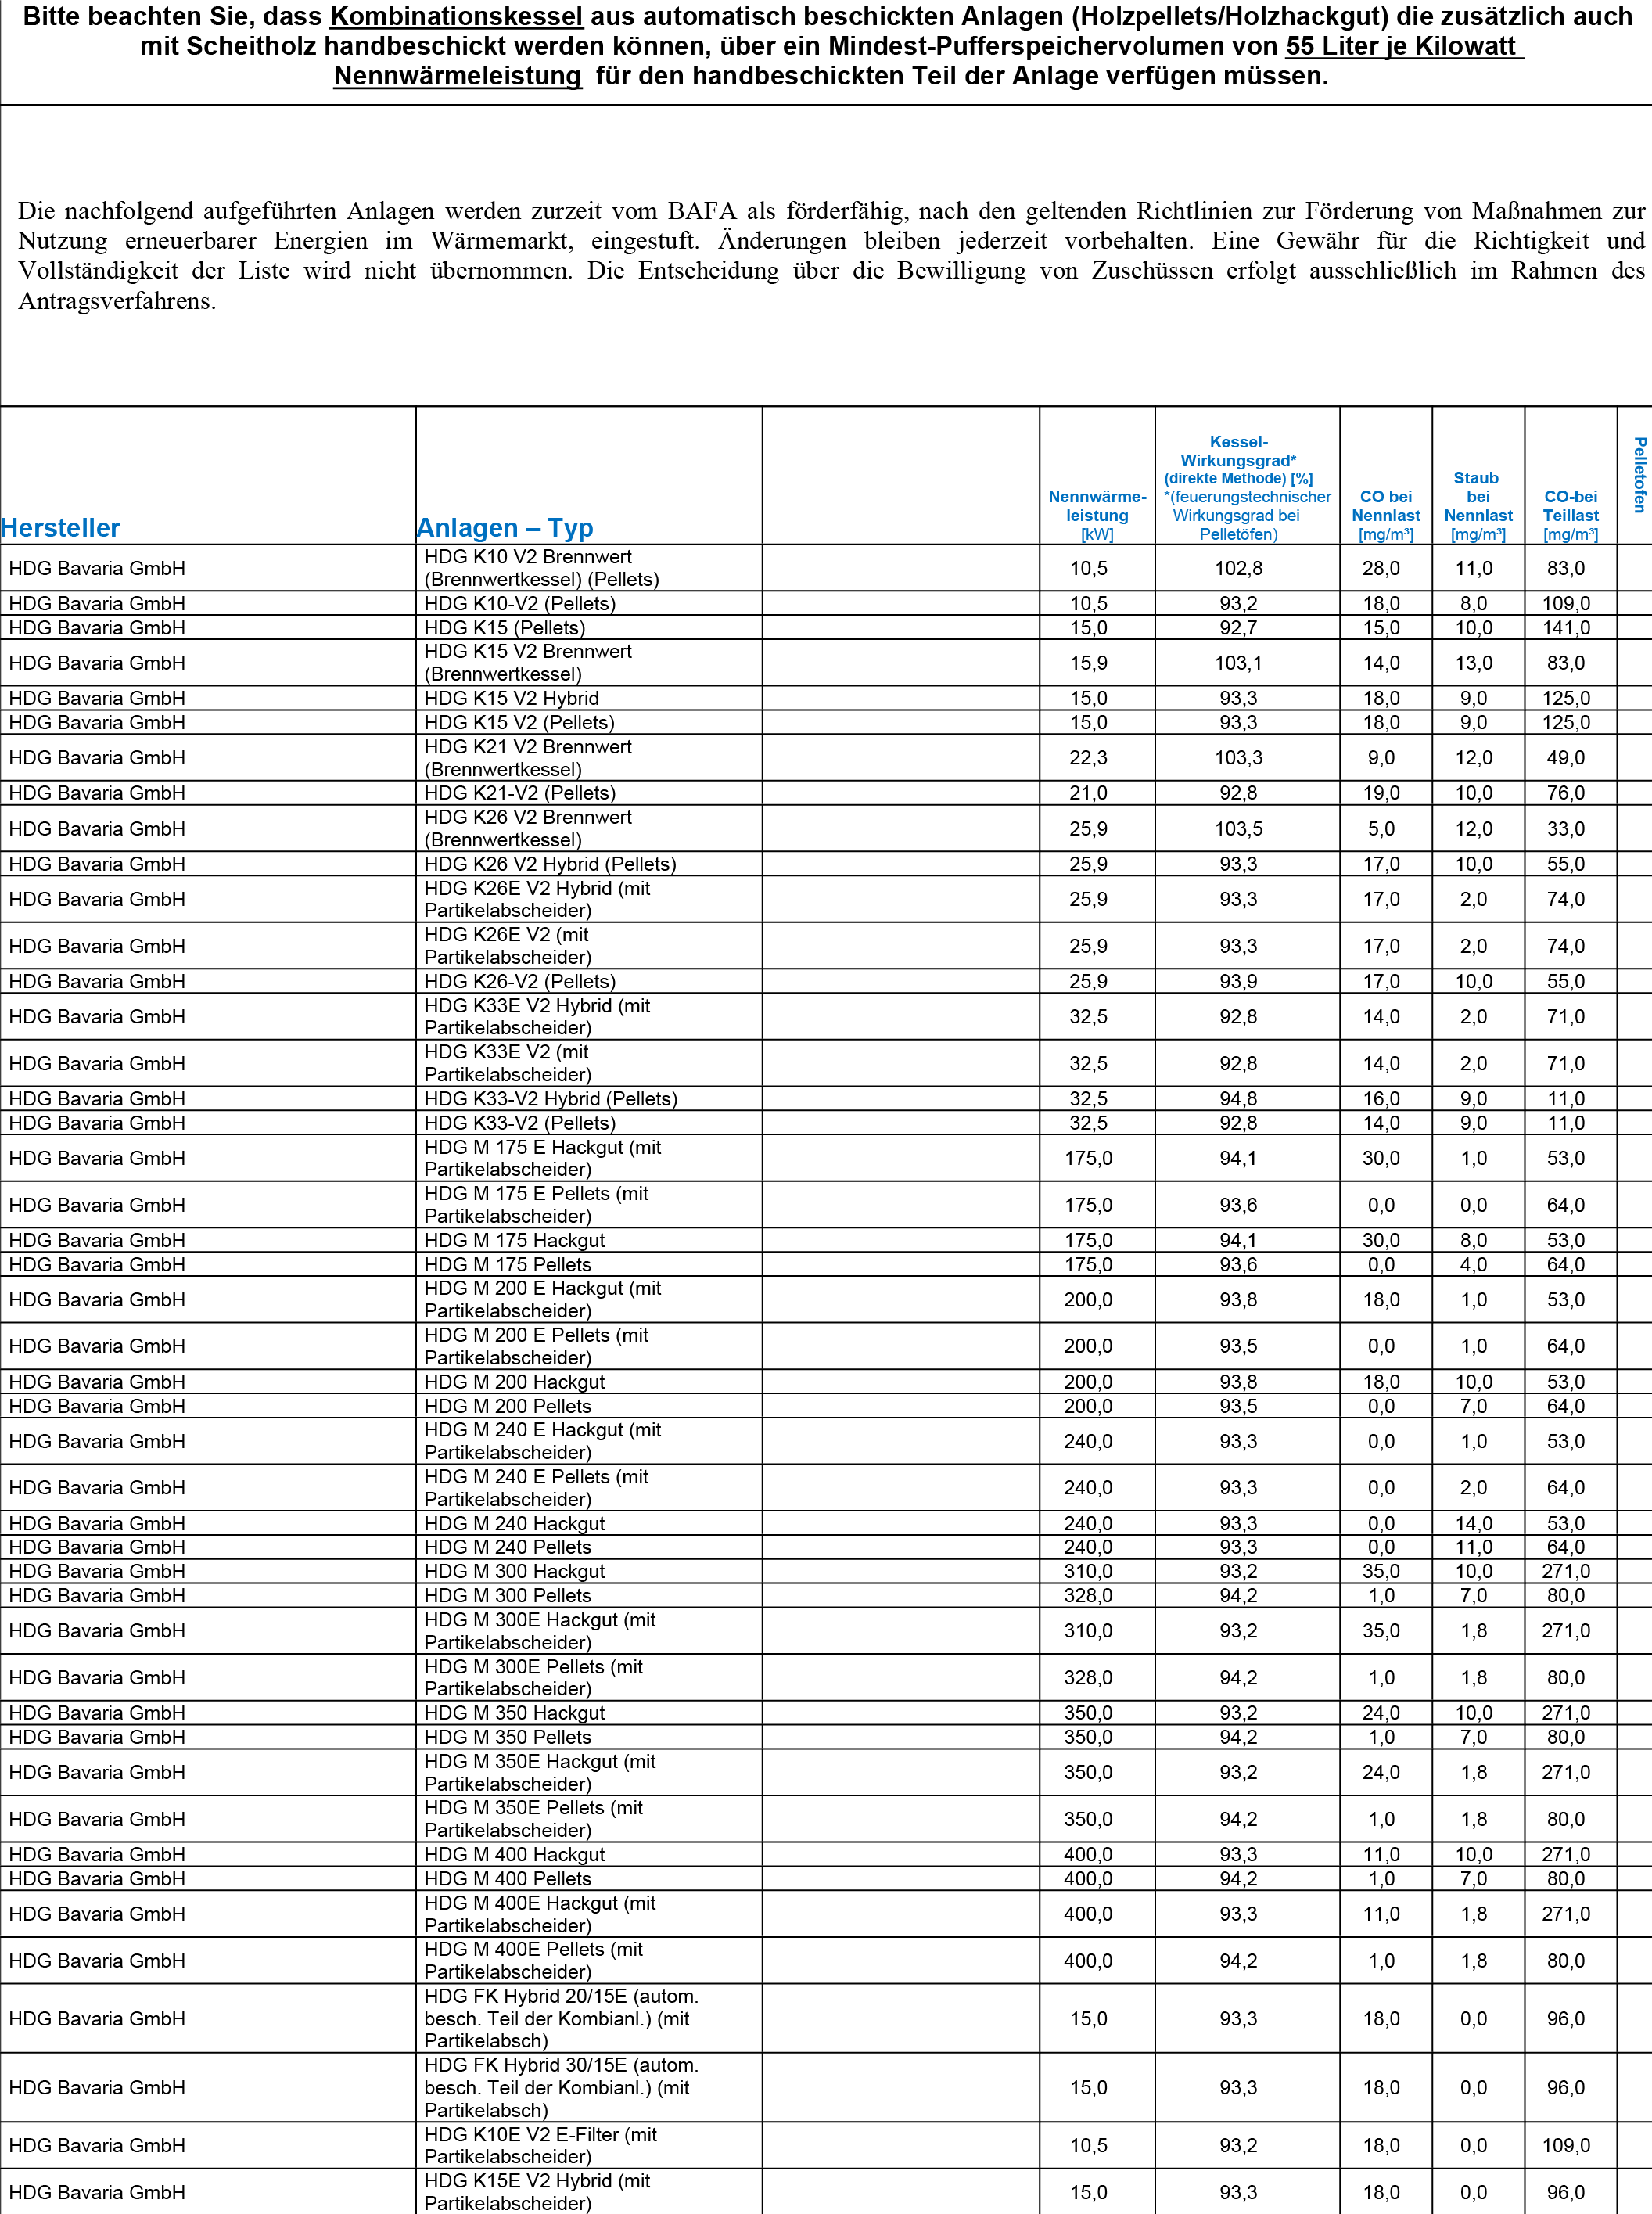 Bitte beachten Sie, dass Kombinationskessel aus automatisch beschickten Anlagen (Holzpellets/Holzhackgut) die zusätzlich auch
mit Scheitholz handbeschickt werden können, über ein Mindest-Pufferspeichervolumen von 55 Liter je Kilowatt
Nennwärmeleistung für den handbeschickten Teil der Anlage verfügen müssen.
Die nachfolgend aufgeführten Anlagen werden zurzeit vom BAFA als förderfähig, nach den geltenden Richtlinien zur Förderung von Maßnahmen zur
Nutzung erneuerbarer Energien im Wärmemarkt, eingestuft. Änderungen bleiben jederzeit vorbehalten. Eine Gewähr für die Richtigkeit und
Vollständigkeit der Liste wird nicht übernommen. Die Entscheidung über die Bewilligung von Zuschüssen erfolgt ausschließlich im Rahmen des
Antragsverfahrens.
Hersteller
Anlagen – Typ
Nennwärme-
leistung
[kW]
Kessel-
Wirkungsgrad*
(direkte Methode) [%]
*(feuerungstechnischer
Wirkungsgrad bei
Pelletöfen)
CO bei
Nennlast
[mg/m³]
Staub
bei
Nennlast
[mg/m³]
CO-bei
Teillast
[mg/m³]
Pelletofen
HDG Bavaria GmbH HDG K10 V2 Brennwert
(Brennwertkessel) (Pellets) 10,5 102,8 28,0 11,0 83,0
HDG Bavaria GmbH HDG K10-V2 (Pellets) 10,5 93,2 18,0 8,0 109,0
HDG Bavaria GmbH HDG K15 (Pellets) 15,0 92,7 15,0 10,0 141,0
HDG Bavaria GmbH HDG K15 V2 Brennwert
(Brennwertkessel) 15,9 103,1 14,0 13,0 83,0
HDG Bavaria GmbH HDG K15 V2 Hybrid 15,0 93,3 18,0 9,0 125,0
HDG Bavaria GmbH HDG K15 V2 (Pellets) 15,0 93,3 18,0 9,0 125,0
HDG Bavaria GmbH HDG K21 V2 Brennwert
(Brennwertkessel) 22,3 103,3 9,0 12,0 49,0
HDG Bavaria GmbH HDG K21-V2 (Pellets) 21,0 92,8 19,0 10,0 76,0
HDG Bavaria GmbH HDG K26 V2 Brennwert
(Brennwertkessel) 25,9 103,5 5,0 12,0 33,0
HDG Bavaria GmbH HDG K26 V2 Hybrid (Pellets) 25,9 93,3 17,0 10,0 55,0
HDG Bavaria GmbH HDG K26E V2 Hybrid (mit
Partikelabscheider) 25,9 93,3 17,0 2,0 74,0
HDG Bavaria GmbH HDG K26E V2 (mit
Partikelabscheider) 25,9 93,3 17,0 2,0 74,0
HDG Bavaria GmbH HDG K26-V2 (Pellets) 25,9 93,9 17,0 10,0 55,0
HDG Bavaria GmbH HDG K33E V2 Hybrid (mit
Partikelabscheider) 32,5 92,8 14,0 2,0 71,0
HDG Bavaria GmbH HDG K33E V2 (mit
Partikelabscheider) 32,5 92,8 14,0 2,0 71,0
HDG Bavaria GmbH HDG K33-V2 Hybrid (Pellets) 32,5 94,8 16,0 9,0 11,0
HDG Bavaria GmbH HDG K33-V2 (Pellets) 32,5 92,8 14,0 9,0 11,0
HDG Bavaria GmbH HDG M 175 E Hackgut (mit
Partikelabscheider) 175,0 94,1 30,0 1,0 53,0
HDG Bavaria GmbH HDG M 175 E Pellets (mit
Partikelabscheider) 175,0 93,6 0,0 0,0 64,0
HDG Bavaria GmbH HDG M 175 Hackgut 175,0 94,1 30,0 8,0 53,0
HDG Bavaria GmbH HDG M 175 Pellets 175,0 93,6 0,0 4,0 64,0
HDG Bavaria GmbH HDG M 200 E Hackgut (mit
Partikelabscheider) 200,0 93,8 18,0 1,0 53,0
HDG Bavaria GmbH HDG M 200 E Pellets (mit
Partikelabscheider) 200,0 93,5 0,0 1,0 64,0
HDG Bavaria GmbH HDG M 200 Hackgut 200,0 93,8 18,0 10,0 53,0
HDG Bavaria GmbH HDG M 200 Pellets 200,0 93,5 0,0 7,0 64,0
HDG Bavaria GmbH HDG M 240 E Hackgut (mit
Partikelabscheider) 240,0 93,3 0,0 1,0 53,0
HDG Bavaria GmbH HDG M 240 E Pellets (mit
Partikelabscheider) 240,0 93,3 0,0 2,0 64,0
HDG Bavaria GmbH HDG M 240 Hackgut 240,0 93,3 0,0 14,0 53,0
HDG Bavaria GmbH HDG M 240 Pellets 240,0 93,3 0,0 11,0 64,0
HDG Bavaria GmbH HDG M 300 Hackgut 310,0 93,2 35,0 10,0 271,0
HDG Bavaria GmbH HDG M 300 Pellets 328,0 94,2 1,0 7,0 80,0
HDG Bavaria GmbH HDG M 300E Hackgut (mit
Partikelabscheider) 310,0 93,2 35,0 1,8 271,0
HDG Bavaria GmbH HDG M 300E Pellets (mit
Partikelabscheider) 328,0 94,2 1,0 1,8 80,0
HDG Bavaria GmbH HDG M 350 Hackgut 350,0 93,2 24,0 10,0 271,0
HDG Bavaria GmbH HDG M 350 Pellets 350,0 94,2 1,0 7,0 80,0
HDG Bavaria GmbH HDG M 350E Hackgut (mit
Partikelabscheider) 350,0 93,2 24,0 1,8 271,0
HDG Bavaria GmbH HDG M 350E Pellets (mit
Partikelabscheider) 350,0 94,2 1,0 1,8 80,0
HDG Bavaria GmbH HDG M 400 Hackgut 400,0 93,3 11,0 10,0 271,0
HDG Bavaria GmbH HDG M 400 Pellets 400,0 94,2 1,0 7,0 80,0
HDG Bavaria GmbH HDG M 400E Hackgut (mit
Partikelabscheider) 400,0 93,3 11,0 1,8 271,0
HDG Bavaria GmbH HDG M 400E Pellets (mit
Partikelabscheider) 400,0 94,2 1,0 1,8 80,0
HDG Bavaria GmbH HDG FK Hybrid 20/15E (autom.
besch. Teil der Kombianl.) (mit
Partikelabsch) 15,0 93,3 18,0 0,0 96,0
HDG Bavaria GmbH HDG FK Hybrid 30/15E (autom.
besch. Teil der Kombianl.) (mit
Partikelabsch) 15,0 93,3 18,0 0,0 96,0
HDG Bavaria GmbH HDG K10E V2 E-Filter (mit
Partikelabscheider) 10,5 93,2 18,0 0,0 109,0
HDG Bavaria GmbH HDG K15E V2 Hybrid (mit
Partikelabscheider) 15,0 93,3 18,0 0,0 96,0